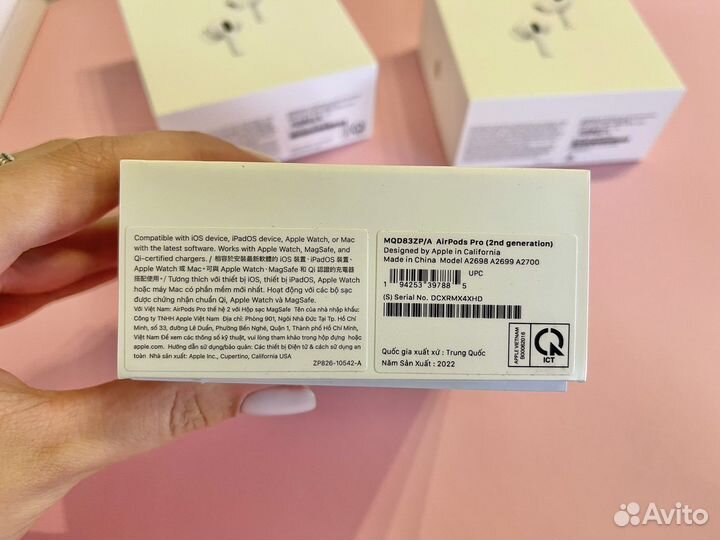 Compatible with iOS device, iPadOS device, Apple Watch, or Mac
with the latest software. Works with Apple Watch, MagSafe, and
Qi-certified chargers. / 相容於安裝最新軟體的 iOS 裝置、iPadOS 裝置、
Apple Watch 或 Mac・可與 Apple Watch、MagSafe 和 Qi 認證的充電器
搭配使用・/ Tương thích với thiết bị iOS, thiết bị iPadOS, Apple Watch
hoặc máy Mac có phần mềm mới nhất. Hoạt động với các bộ sạc
được chứng nhận chuẩn Qi, Apple Watch và MagSafe.
Với Việt Nam: AirPods Pro thế hệ 2 với Hộp sạc MagSafe Tên của nhà nhập khẩu:
Công ty TNHH Apple Việt Nam Địa chỉ: Phòng 901, Ngôi Nhà Đức Tại Tp. Hồ Chí
Minh, số 33, đường Lê Duẩn, Phường Bến Nghé, Quận 1, Thành phố Hồ Chí Minh,
Việt Nam Để xem các thông số kỹ thuật, vui lòng truy cập vào đường dẫn sau:
apple.com. Hướng dẫn sử dụng/bảo quản: Các thiết bị Điện tử & cách sử dụng an
toàn Nhà sản xuất: Apple Inc., Cupertino, California USA
ZP826-10542-A
MQD83ZP/A AirPods Pro (2nd generation)
Designed by Apple in California
Made in China Model A2698 A2699 A2700
UPC
1 94253 39788 5
(S) Serial No. DCXRMX4XHD
Quốc gia xuất xứ : Trung Quốc
Năm Sản Xuất : 2022
APPLE VIETNAM
B00062016
ICT
Avito